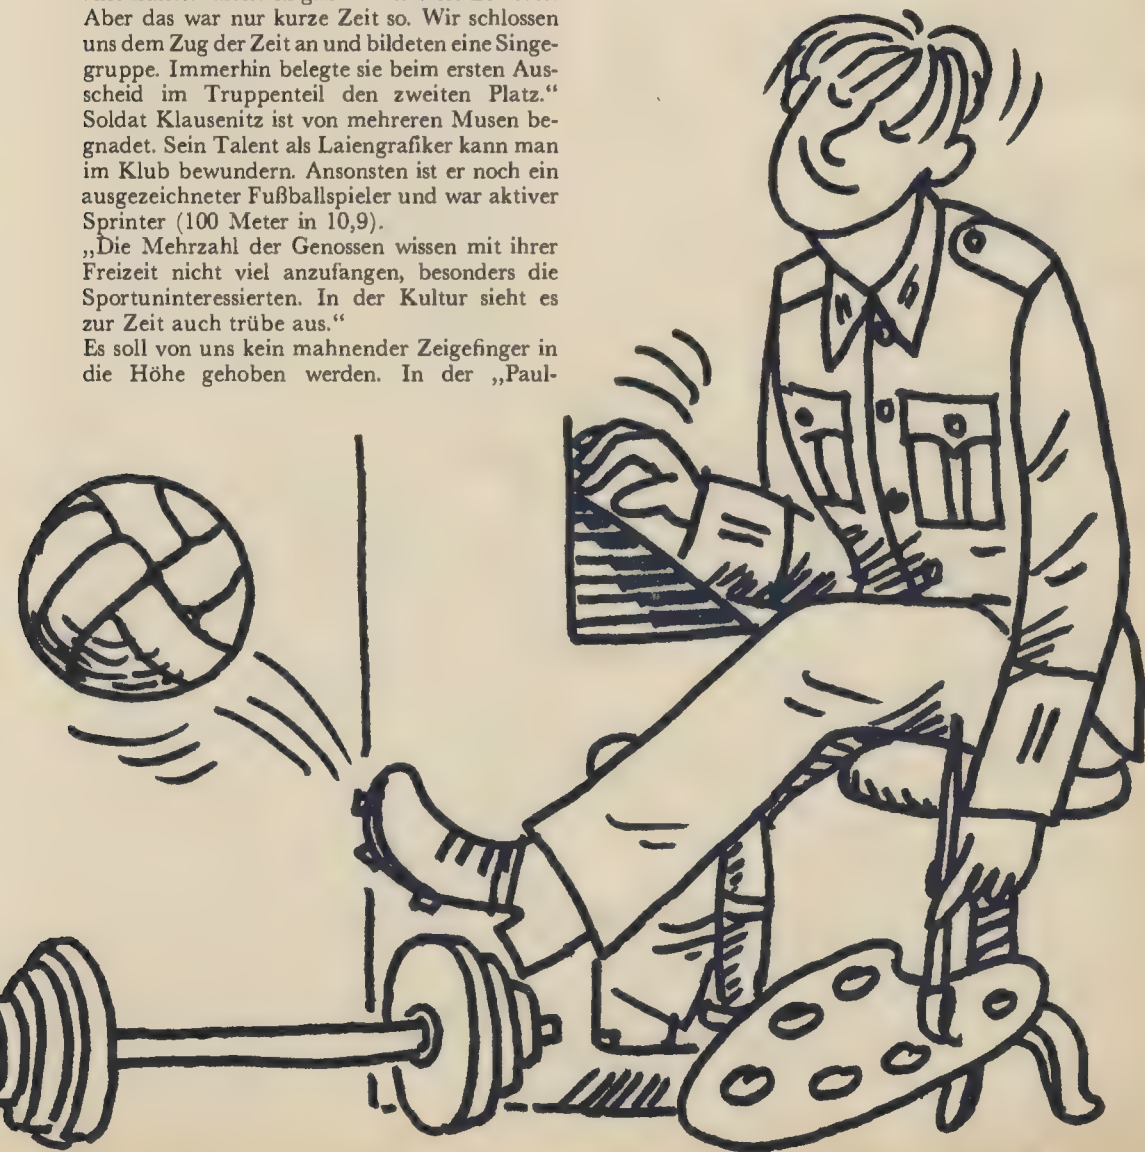 Aber das war nur kurze Zeit so. Wir schlossen
uns dem Zug der Zeit an und bildeten eine Singe-
gruppe. Immerhin belegte sie beim ersten Aus-
scheid im Truppenteil den zweiten Platz.“
Soldat Klausenitz ist von mehreren Musen be-
gnadet. Sein Talent als Laiengrafiker kann man
im Klub bewundern. Ansonsten ist er noch ein
ausgezeichneter Fußballspieler und war aktiver
Sprinter (100 Meter in 10,9).
„Die Mehrzahl der Genossen wissen mit ihrer
Freizeit nicht viel anzufangen, besonders die
Sportuninteressierten. In der Kultur sieht es
zur Zeit auch trübe aus.“
Es soll von uns kein mahnender Zeigefinger in
die Höhe gehoben werden. In der „Paul-